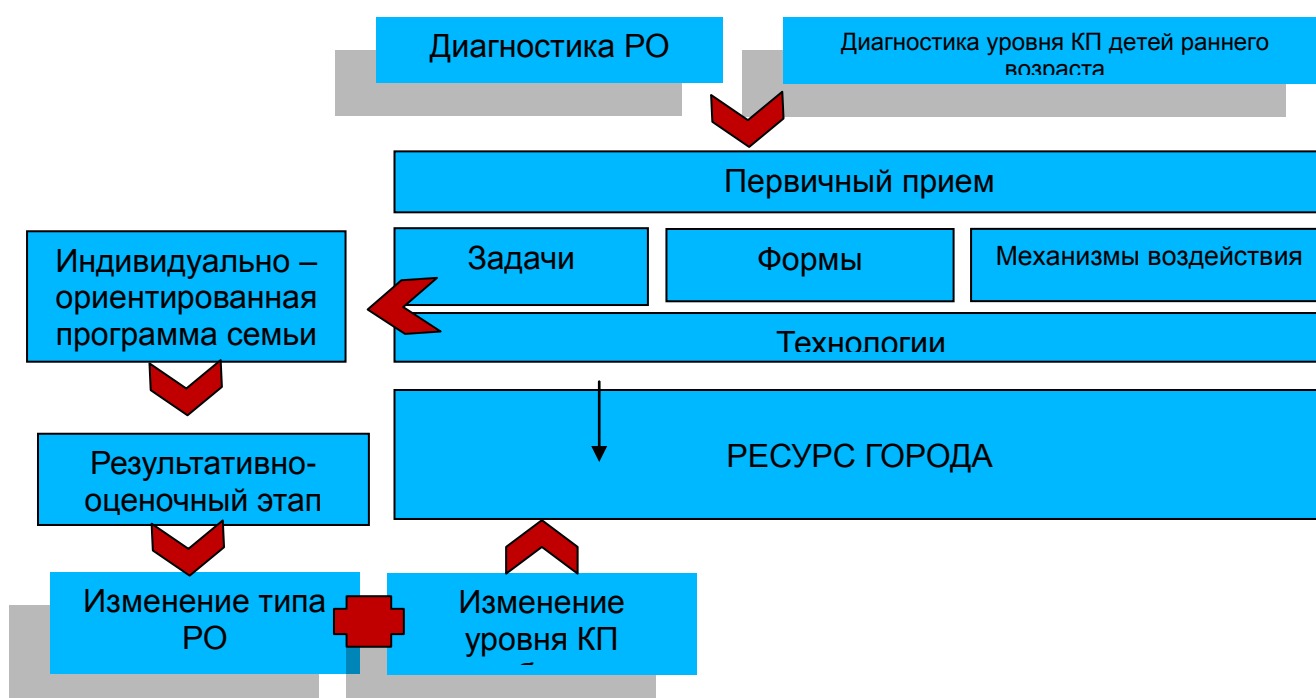 Диагностика РО
Диагностика уровня КП детей раннего
возраста
Первичный прием
Индивидуально –
ориентированная
программа семьи
Задачи
Формы
Механизмы воздействия
Технологии
Результативно-
оценочный этап
РЕСУРС ГОРОДА
Изменение типа
РО
Изменение
уровня КП